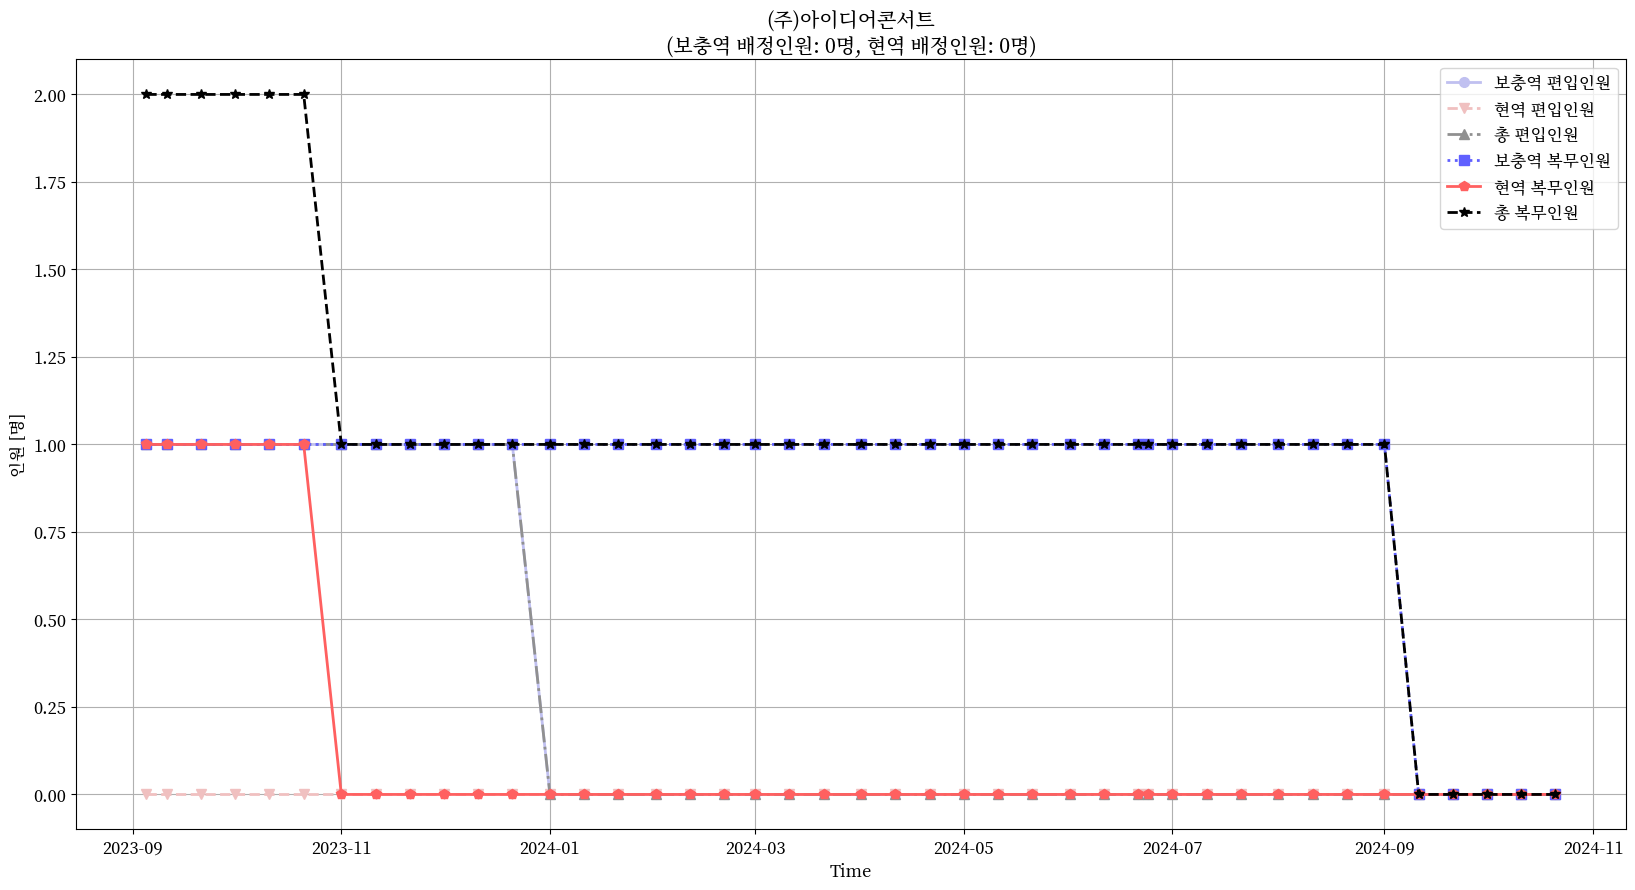 (주)아이디어콘서트
(보충역 배정인원: 0명, 현역 배정인원: 0명)
보충역 편입인원
현역 편입인원
총 편입인원
보충역 복무인원
현역 복무인원
총 복무인원
인원 [명]
2.00
1.75
1.50
1.25
1.00
0.75
0.50
0.25
0.00
2023-09 2023-11 2024-01 2024-03 2024-05 2024-07 2024-09 2024-11
Time